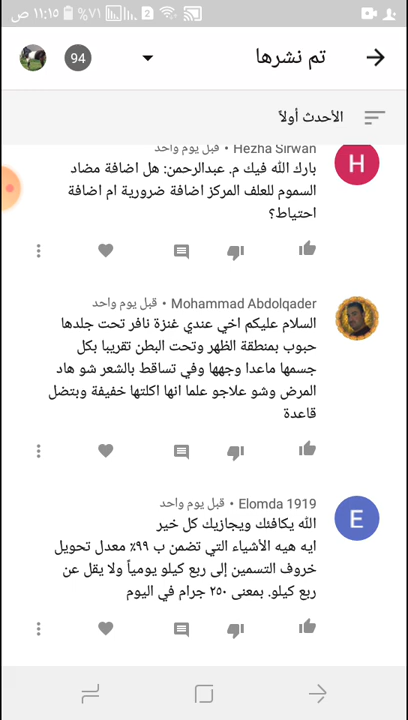 ١١:١٥ ص ٧١%
2
تم نشرها
94
الأحدث أولاً
Hezha Sirwan • قبل يوم واحد
H
بارك الله فيك م. عبدالرحمن: هل اضافة مضاد
السموم للعلف المركز اضافة ضرورية ام اضافة
احتياط؟
Mohammad Abdolqader • قبل يوم واحد
السلام عليكم اخي عندي غنزة نافر تحت جلدها
حبوب بمنطقة الظهر وتحت البطن تقريبا بكل
جسمها ماعدا وجهها وفي تساقط بالشعر شو هاد
المرض وشو علاجو علما انها اكلتها خفيفة وبتضل
قاعدة
Elomda 1919 • قبل يوم واحد
E
الله يكافئك ويجازيك كل خير
ايه هيه الأشياء التي تضمن ب ٩٩٪ معدل تحويل
خروف التسمين إلى ربع كيلو يومياً ولا يقل عن
ربع كيلو. بمعنى ٢٥٠ جرام في اليوم